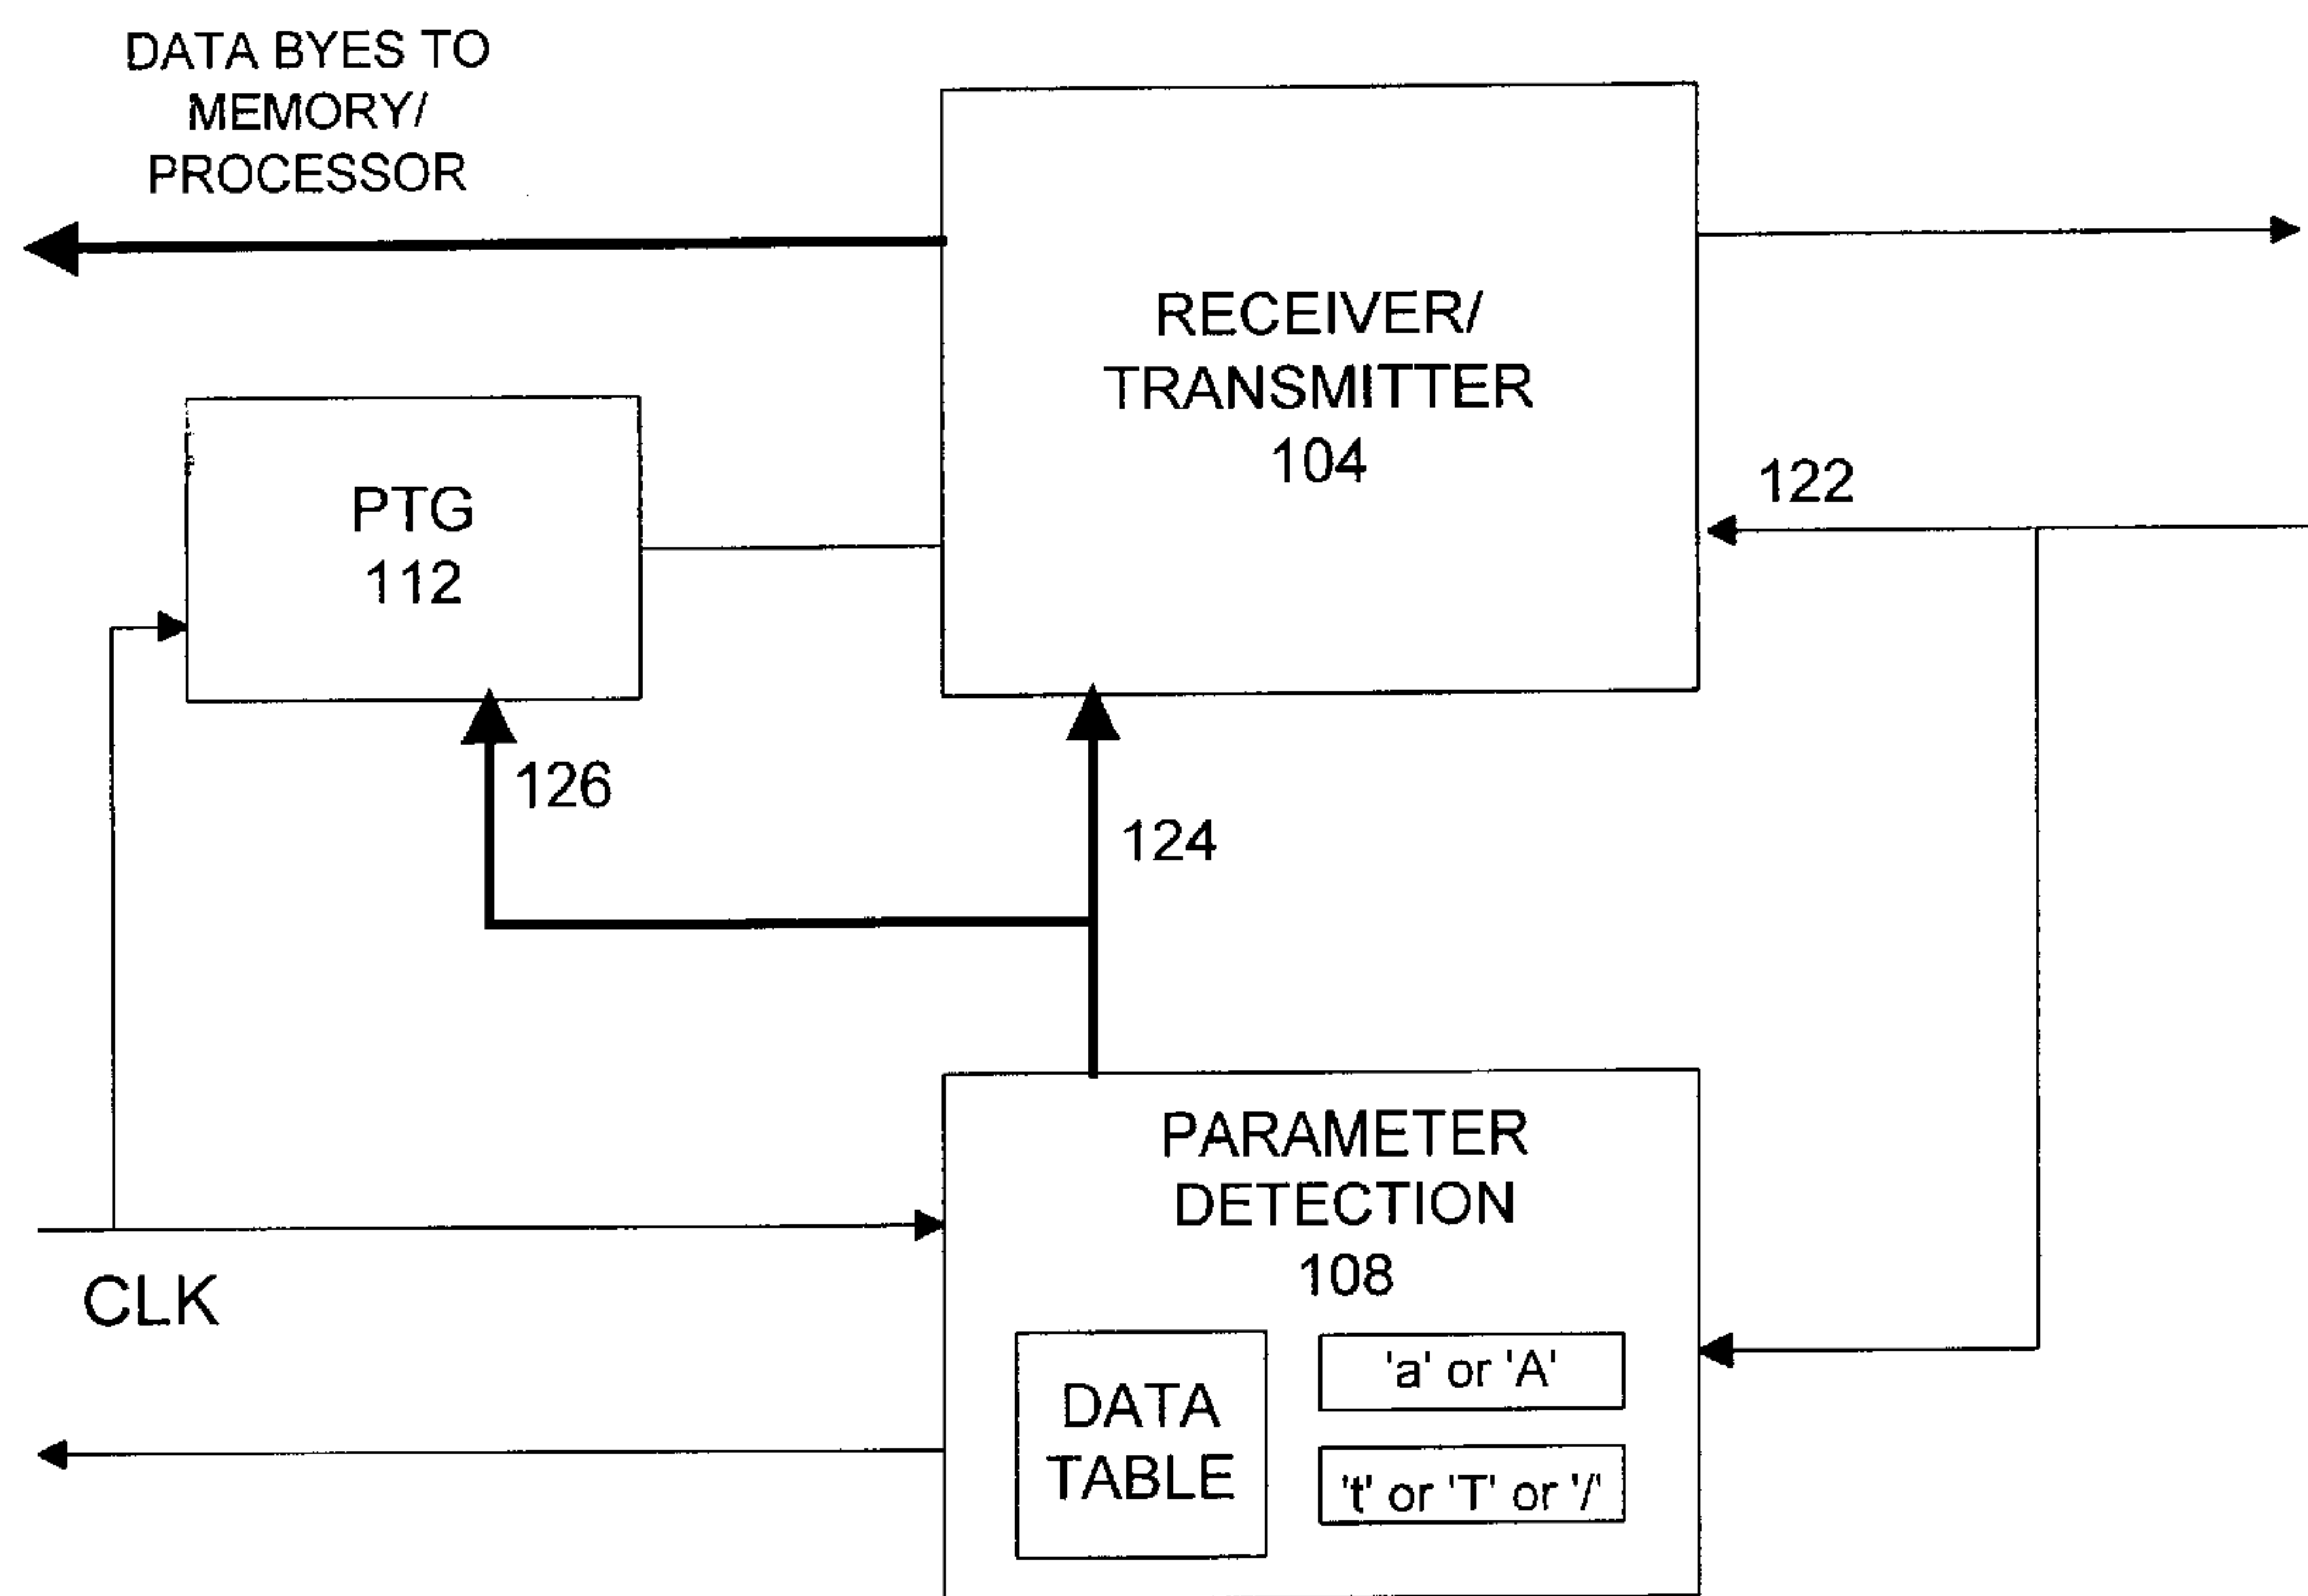 DATA BYES TO
MEMORY/
PROCESSOR
RECEIVER/
TRANSMITTER
104
122
PTG
112
126
124
PARAMETER
DETECTION
108
CLK
DATA
TABLE
'a' or 'A'
't' or 'T' or '/'